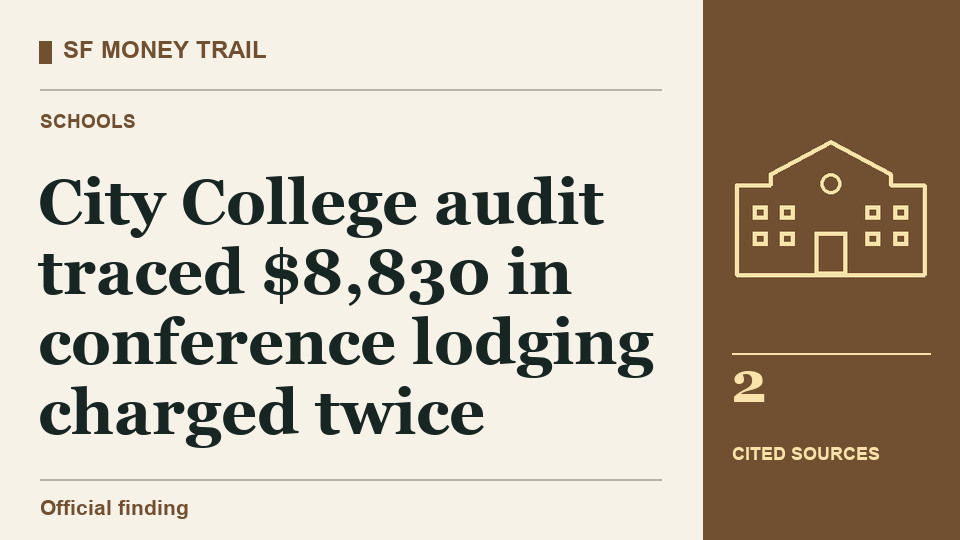 SF MONEY TRAIL
SCHOOLS
City College audit
traced $8,830 in
conference lodging
charged twice
Official finding
2
CITED SOURCES